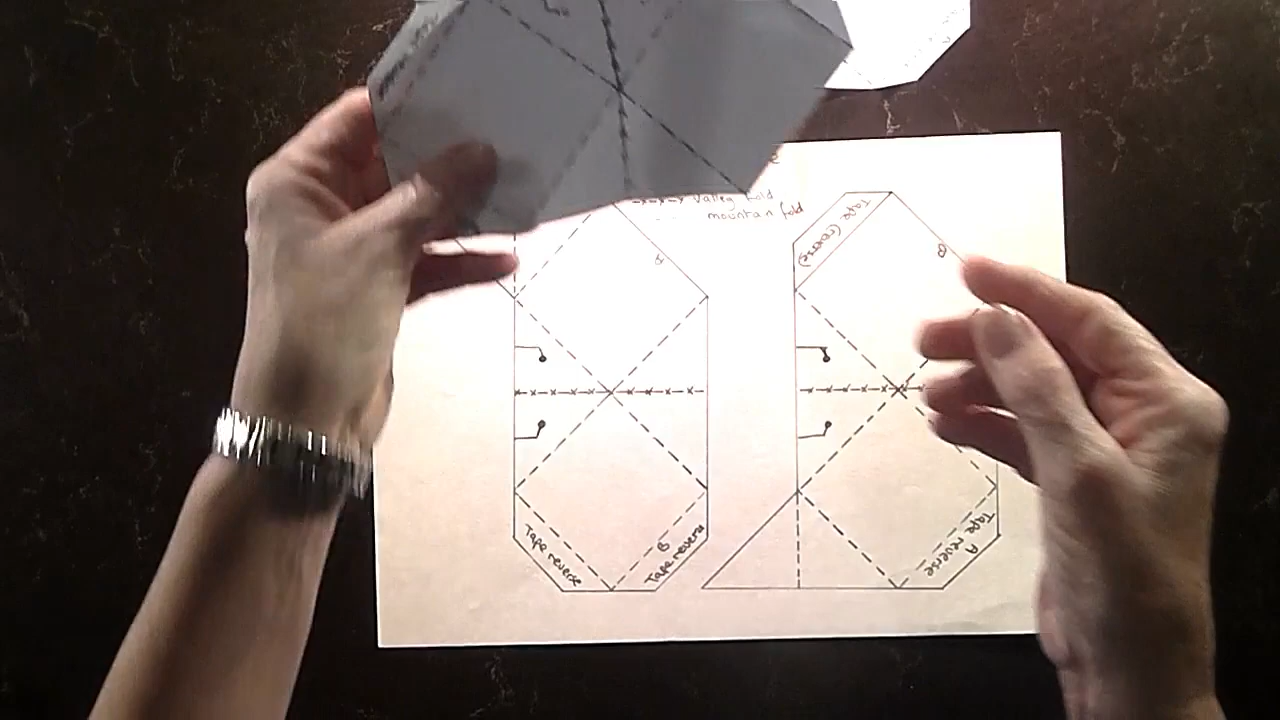 -x-x-x valley fold
mountain fold
Tape (reverse)
B
Tape reverse
B
Tape reverse
A
Tape reverse